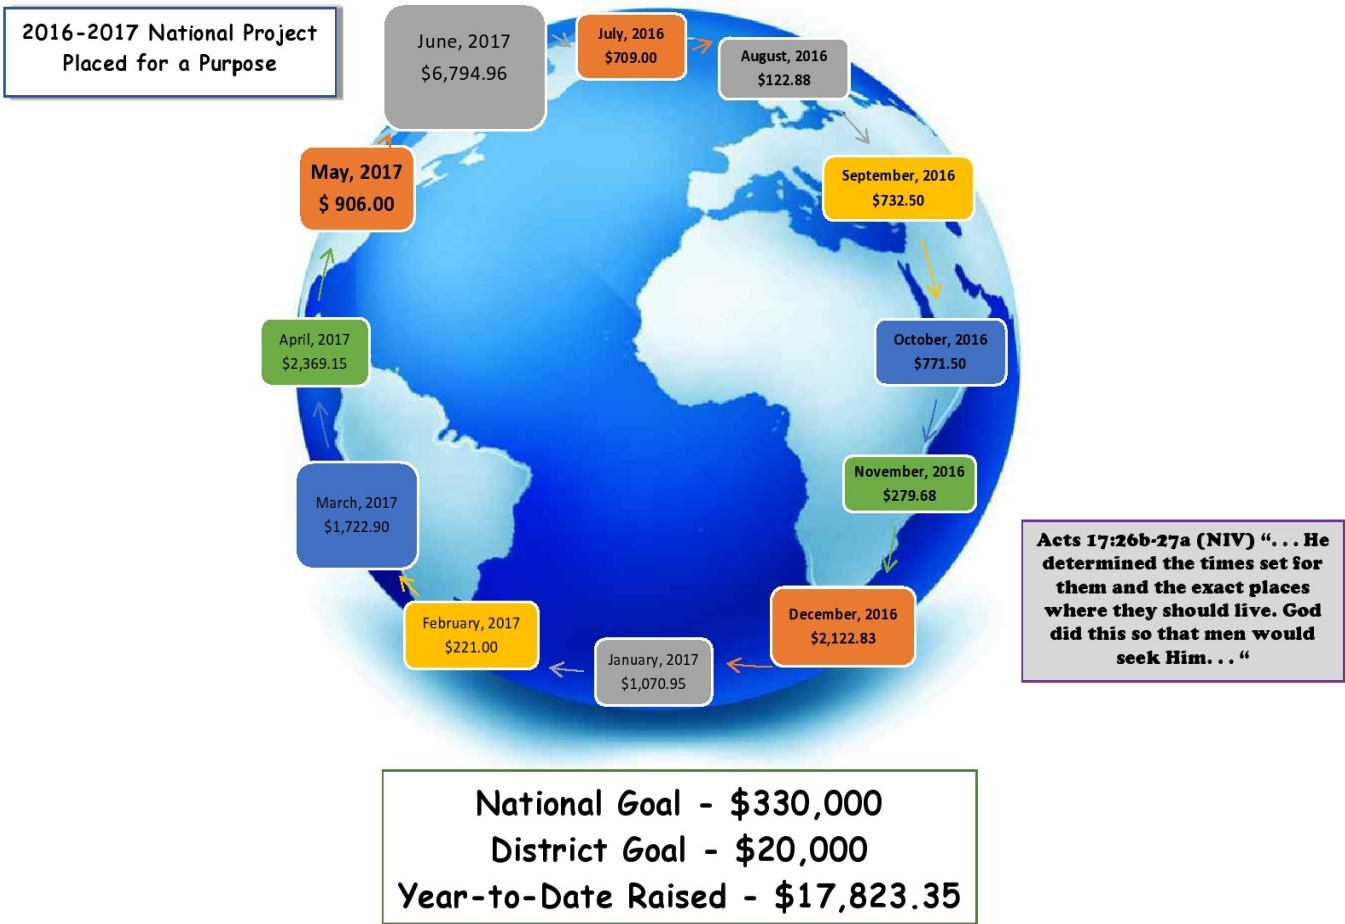 2016-2017 National Project
Placed for a Purpose
June, 2017
$6,794.96
July, 2016
$709.00
August, 2016
$122.88
May, 2017
$ 906.00
September, 2016
$732.50
April, 2017
$2,369.15
October, 2016
$771.50
March, 2017
$1,722.90
November, 2016
$279.68
February, 2017
$221.00
January, 2017
$1,070.95
December, 2016
$2,122.83
Acts 17:26b-27a (NIV) “. . . He
determined the times set for
them and the exact places
where they should live. God
did this so that men would
seek Him. . . “
National Goal - $330,000
District Goal - $20,000
Year-to-Date Raised - $17,823.35